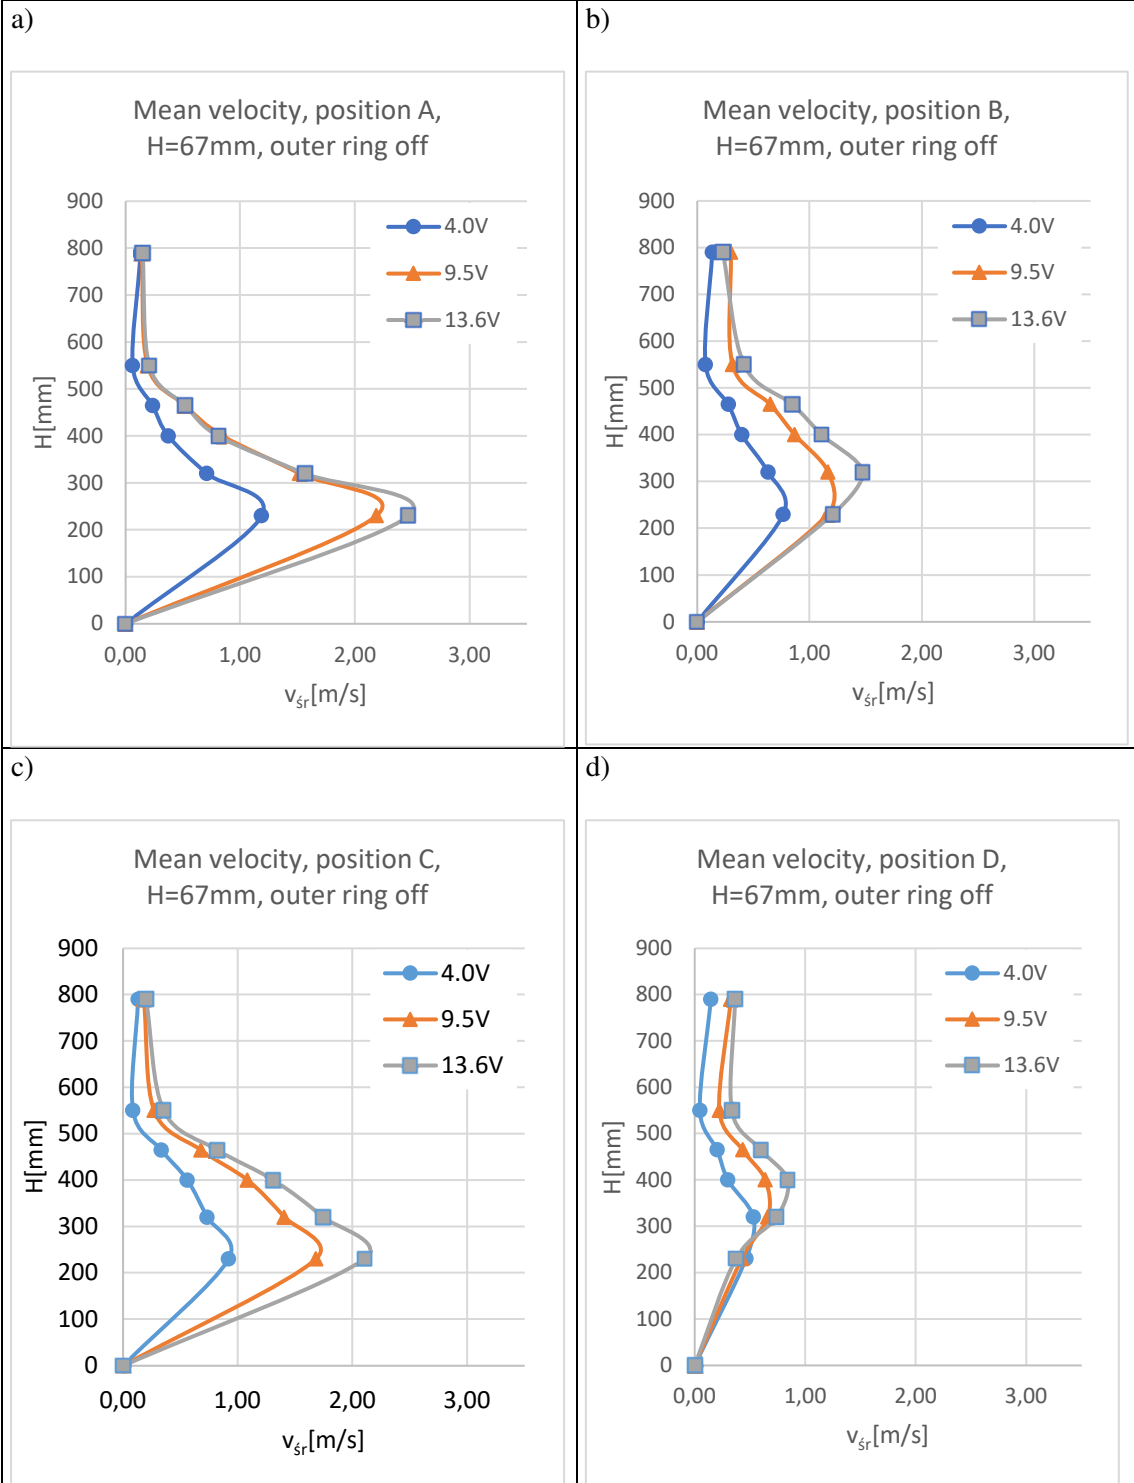 a)
Mean velocity, position A,
H=67mm, outer ring off
900
800
700
600
500
400
300
200
100
0
H[mm]
4.0V
9.5V
13.6V
0,00 1,00 2,00 3,00
vśr[m/s]
b)
Mean velocity, position B,
H=67mm, outer ring off
900
800
700
600
500
400
300
200
100
0
H[mm]
4.0V
9.5V
13.6V
0,00 1,00 2,00 3,00
vśr[m/s]
c)
Mean velocity, position C,
H=67mm, outer ring off
900
800
700
600
500
400
300
200
100
0
H[mm]
4.0V
9.5V
13.6V
0,00 1,00 2,00 3,00
vśr[m/s]
d)
Mean velocity, position D,
H=67mm, outer ring off
900
800
700
600
500
400
300
200
100
0
H[mm]
4.0V
9.5V
13.6V
0,00 1,00 2,00 3,00
vśr[m/s]